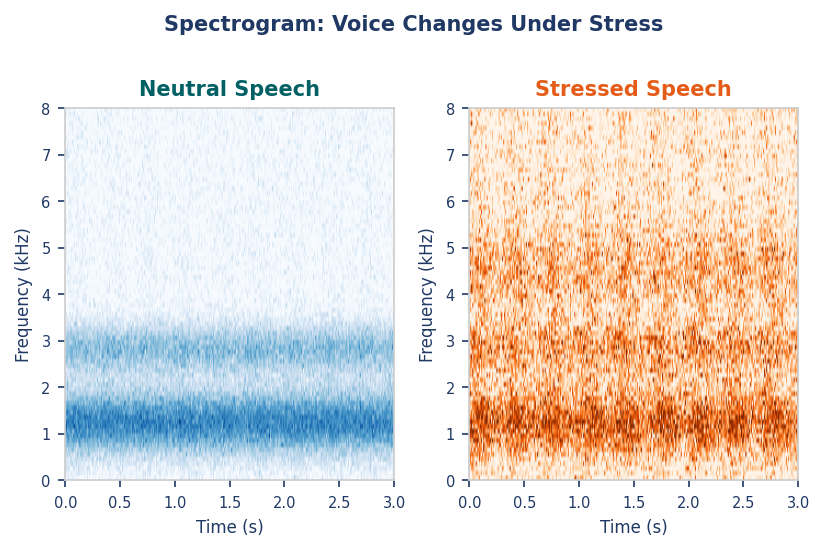 Spectrogram: Voice Changes Under Stress
Neutral Speech
Frequency (kHz)
8
7
6
5
4
3
2
1
0
0.0 0.5 1.0 1.5 2.0 2.5 3.0
Time (s)
Stressed Speech
Frequency (kHz)
8
7
6
5
4
3
2
1
0
0.0 0.5 1.0 1.5 2.0 2.5 3.0
Time (s)